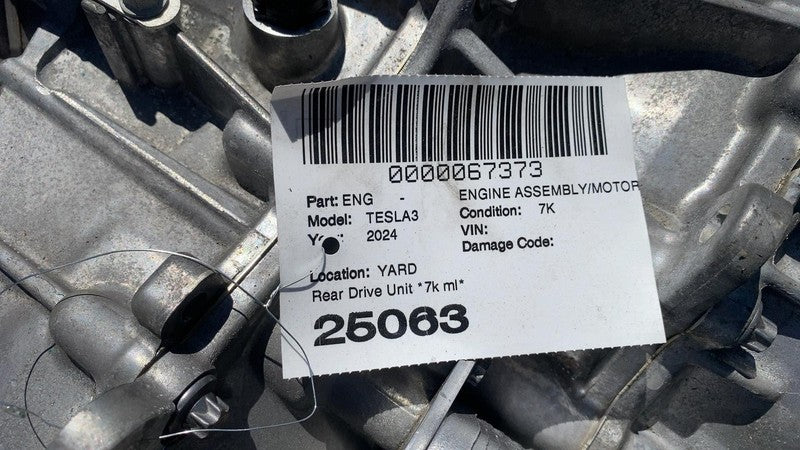 0000067373
Part: ENG - ENGINE ASSEMBLY/MOTOR
Model: TESLA3 Condition: 7K
2024 VIN:
Damage Code:
Location: YARD
Rear Drive Unit *7k ml*
25063